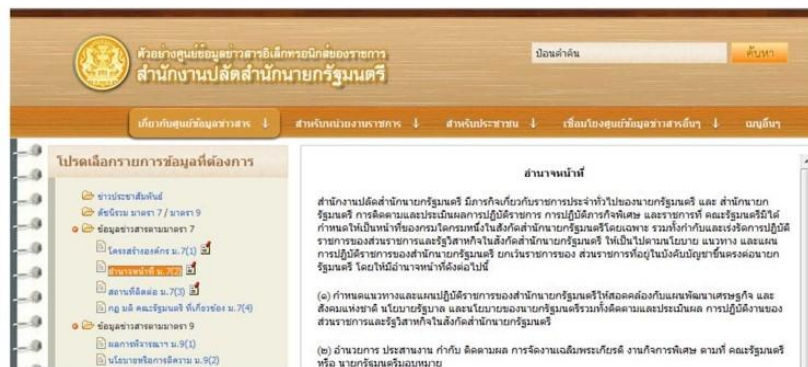 ตัวอย่างศูนย์ข้อมูลข่าวสารอิเล็กทรอนิกส์ของราชการ
สำนักงานปลัดสำนักนายกรัฐมนตรี
ป้อนคำค้น
ค้นหา
เกี่ยวกับศูนย์ข้อมูลข่าวสาร ↓ สำหรับหน่วยงานราชการ ↓ สำหรับประชาชน ↓ เชื่อมโยงศูนย์ข้อมูลข่าวสารอื่นๆ ↓ เมนูอื่นๆ
โปรดเลือกรายการข้อมูลที่ต้องการ
ข่าวประชาสัมพันธ์
ดัชนีรวม มาตรา 7 / มาตรา 9
ข้อมูลข่าวสารตามมาตรา 7
โครงสร้างองค์กร ม.7(1)
อำนาจหน้าที่ ม.7(2)
สถานที่ติดต่อ ม.7(3)
กฎ มติ คณะรัฐมนตรี ที่เกี่ยวข้อง ม.7(4)
ข้อมูลข่าวสารตามมาตรา 9
ผลการพิจารณาฯ ม.9(1)
นโยบายหรือการตีความ ม.9(2)
อำนาจหน้าที่
สำนักงานปลัดสำนักนายกรัฐมนตรี มีภารกิจเกี่ยวกับราชการประจำทั่วไปของนายกรัฐมนตรี และ สำนักนายก
รัฐมนตรี การติดตามและประเมินผลการปฏิบัติราชการ การปฏิบัติภารกิจพิเศษ และราชการที่ คณะรัฐมนตรีมิได้
กำหนดให้เป็นหน้าที่ของกรมใดกรมหนึ่งในสังกัดสำนักนายกรัฐมนตรีโดยเฉพาะ รวมทั้งกำกับและเร่งรัดการปฏิบัติ
ราชการของส่วนราชการและรัฐวิสาหกิจในสังกัดสำนักนายกรัฐมนตรี ให้เป็นไปตามนโยบาย แนวทาง และแผน
การปฏิบัติราชการของสำนักนายกรัฐมนตรี ยกเว้นราชการของ ส่วนราชการที่อยู่ในบังคับบัญชาขึ้นตรงต่อนายก
รัฐมนตรี โดยให้มีอำนาจหน้าที่ดังต่อไปนี้
(๑) กำหนดแนวทางและแผนปฏิบัติราชการของสำนักนายกรัฐมนตรีให้สอดคล้องกับแผนพัฒนาเศรษฐกิจ และ
สังคมแห่งชาติ นโยบายรัฐบาล และนโยบายของนายกรัฐมนตรีรวมทั้งติดตามและประเมินผล การปฏิบัติงานของ
ส่วนราชการและรัฐวิสาหกิจในสังกัดสำนักนายกรัฐมนตรี
(๒) อำนวยการ ประสานงาน กำกับ ติดตามผล การจัดงานเฉลิมพระเกียรติ งานกิจการพิเศษ ตามที่ คณะรัฐมนตรี
หรือ นายกรัฐมนตรีมอบหมาย